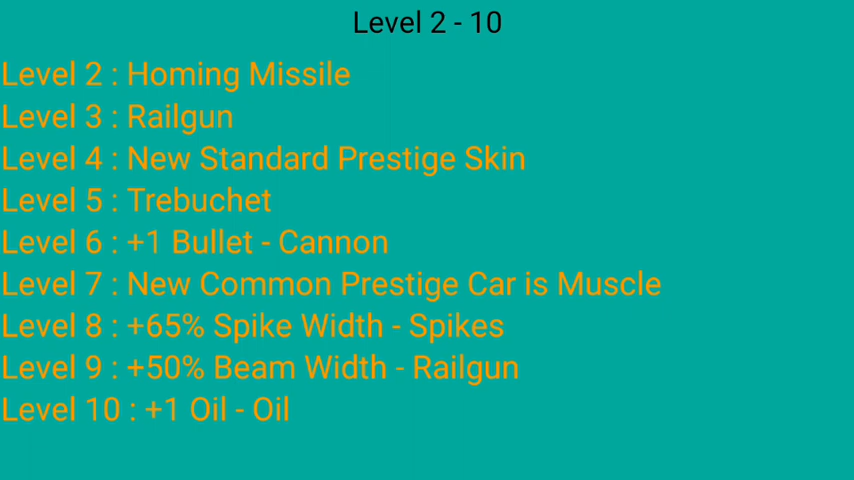 Level 2 - 10
Level 2 : Homing Missile
Level 3 : Railgun
Level 4 : New Standard Prestige Skin
Level 5 : Trebuchet
Level 6 : +1 Bullet - Cannon
Level 7 : New Common Prestige Car is Muscle
Level 8 : +65% Spike Width - Spikes
Level 9 : +50% Beam Width - Railgun
Level 10 : +1 Oil - Oil